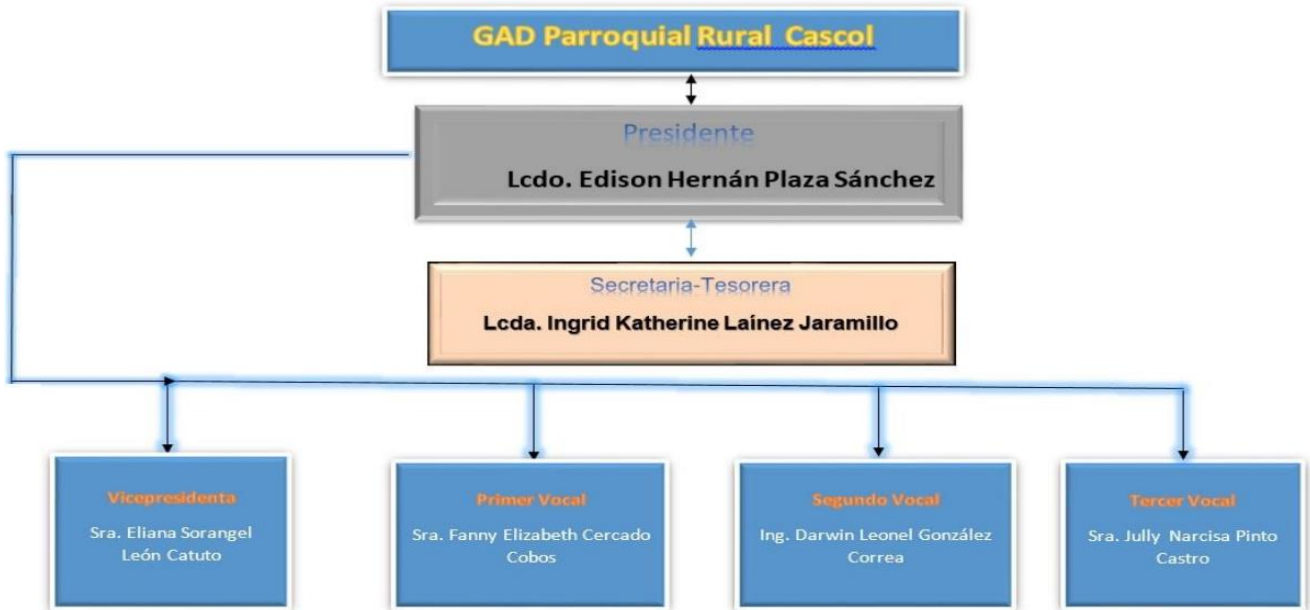 GAD Parroquial Rural Cascol
Presidente
Lcdo. Edison Hernán Plaza Sánchez
Secretaria-Tesorera
Lcda. Ingrid Katherine Laínez Jaramillo
Vicepresidenta
Sra. Eliana Sorangel
León Catuto
Primer Vocal
Sra. Fanny Elizabeth Cercado
Cobos
Segundo Vocal
Ing. Darwin Leonel González
Correa
Tercer Vocal
Sra. Jully Narcisa Pinto
Castro